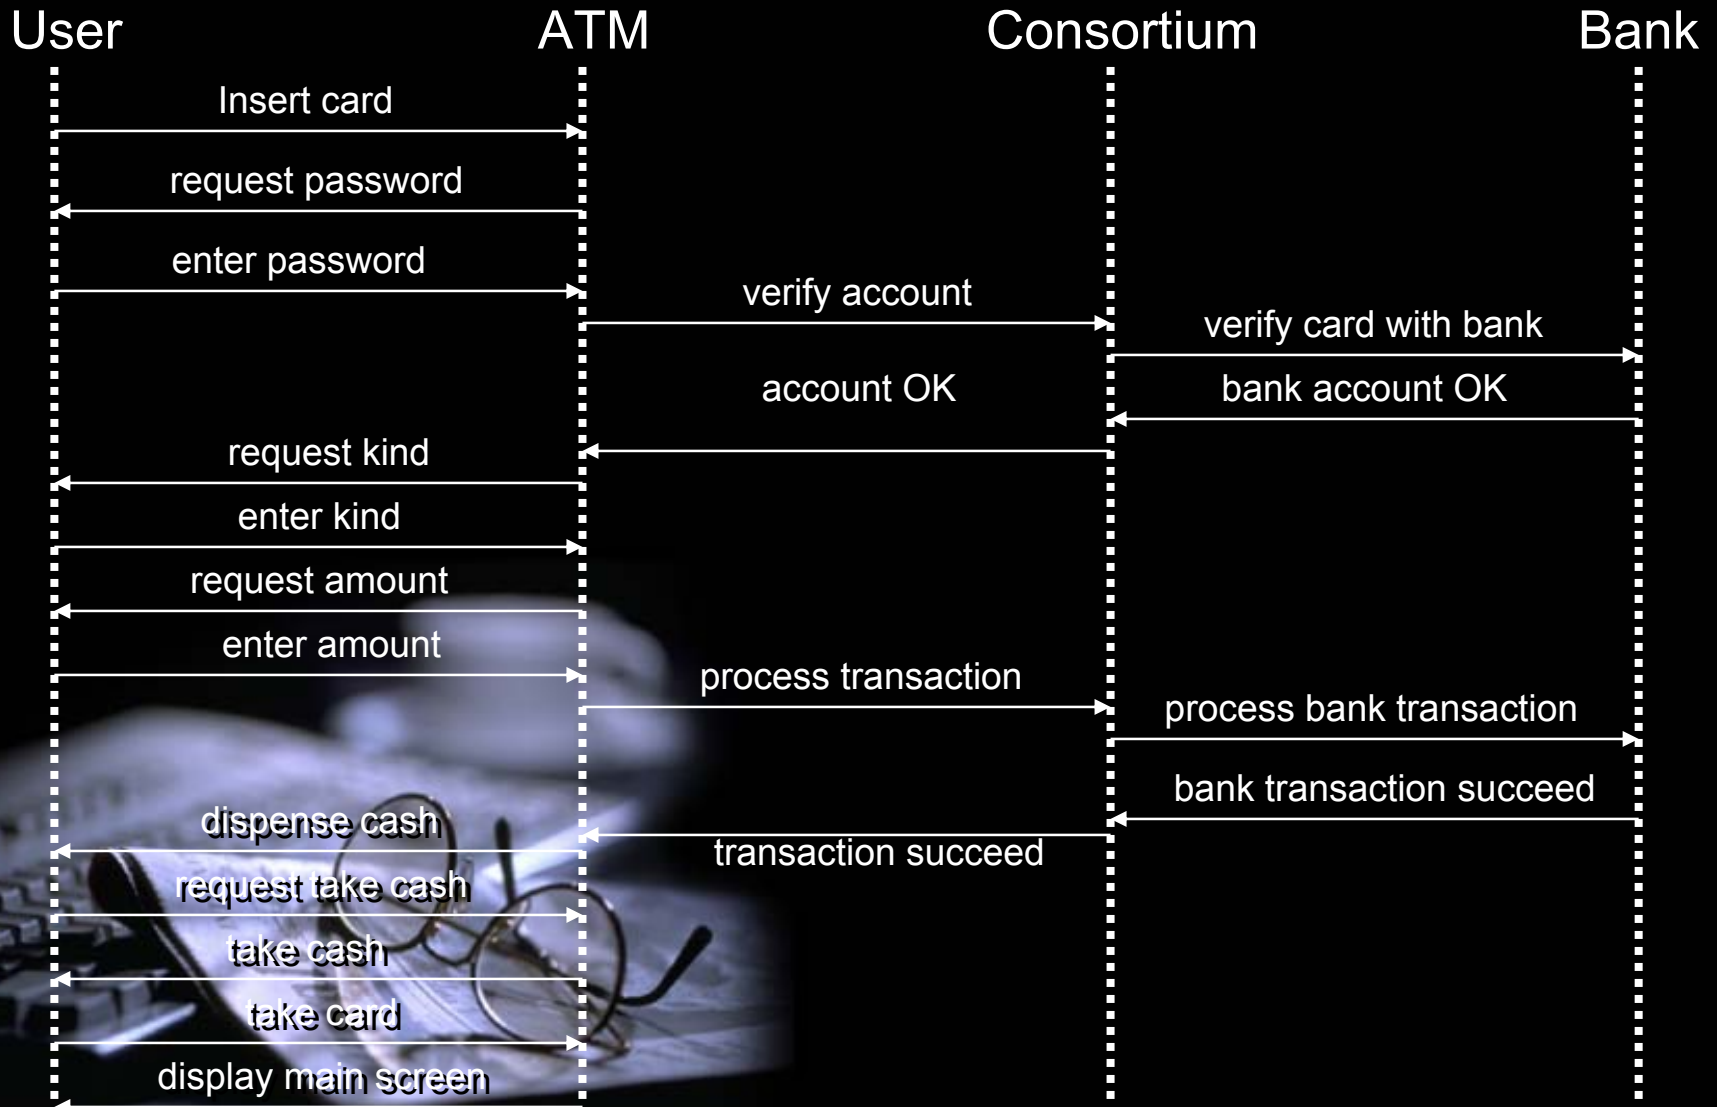 User ATM Consortium Bank
Insert card
request password
enter password
verify account
verify card with bank
account OK bank account OK
request kind
enter kind
request amount
enter amount
process transaction
process bank transaction
bank transaction succeed
dispense cash
transaction succeed
request take cash
take cash
take card
display main screen